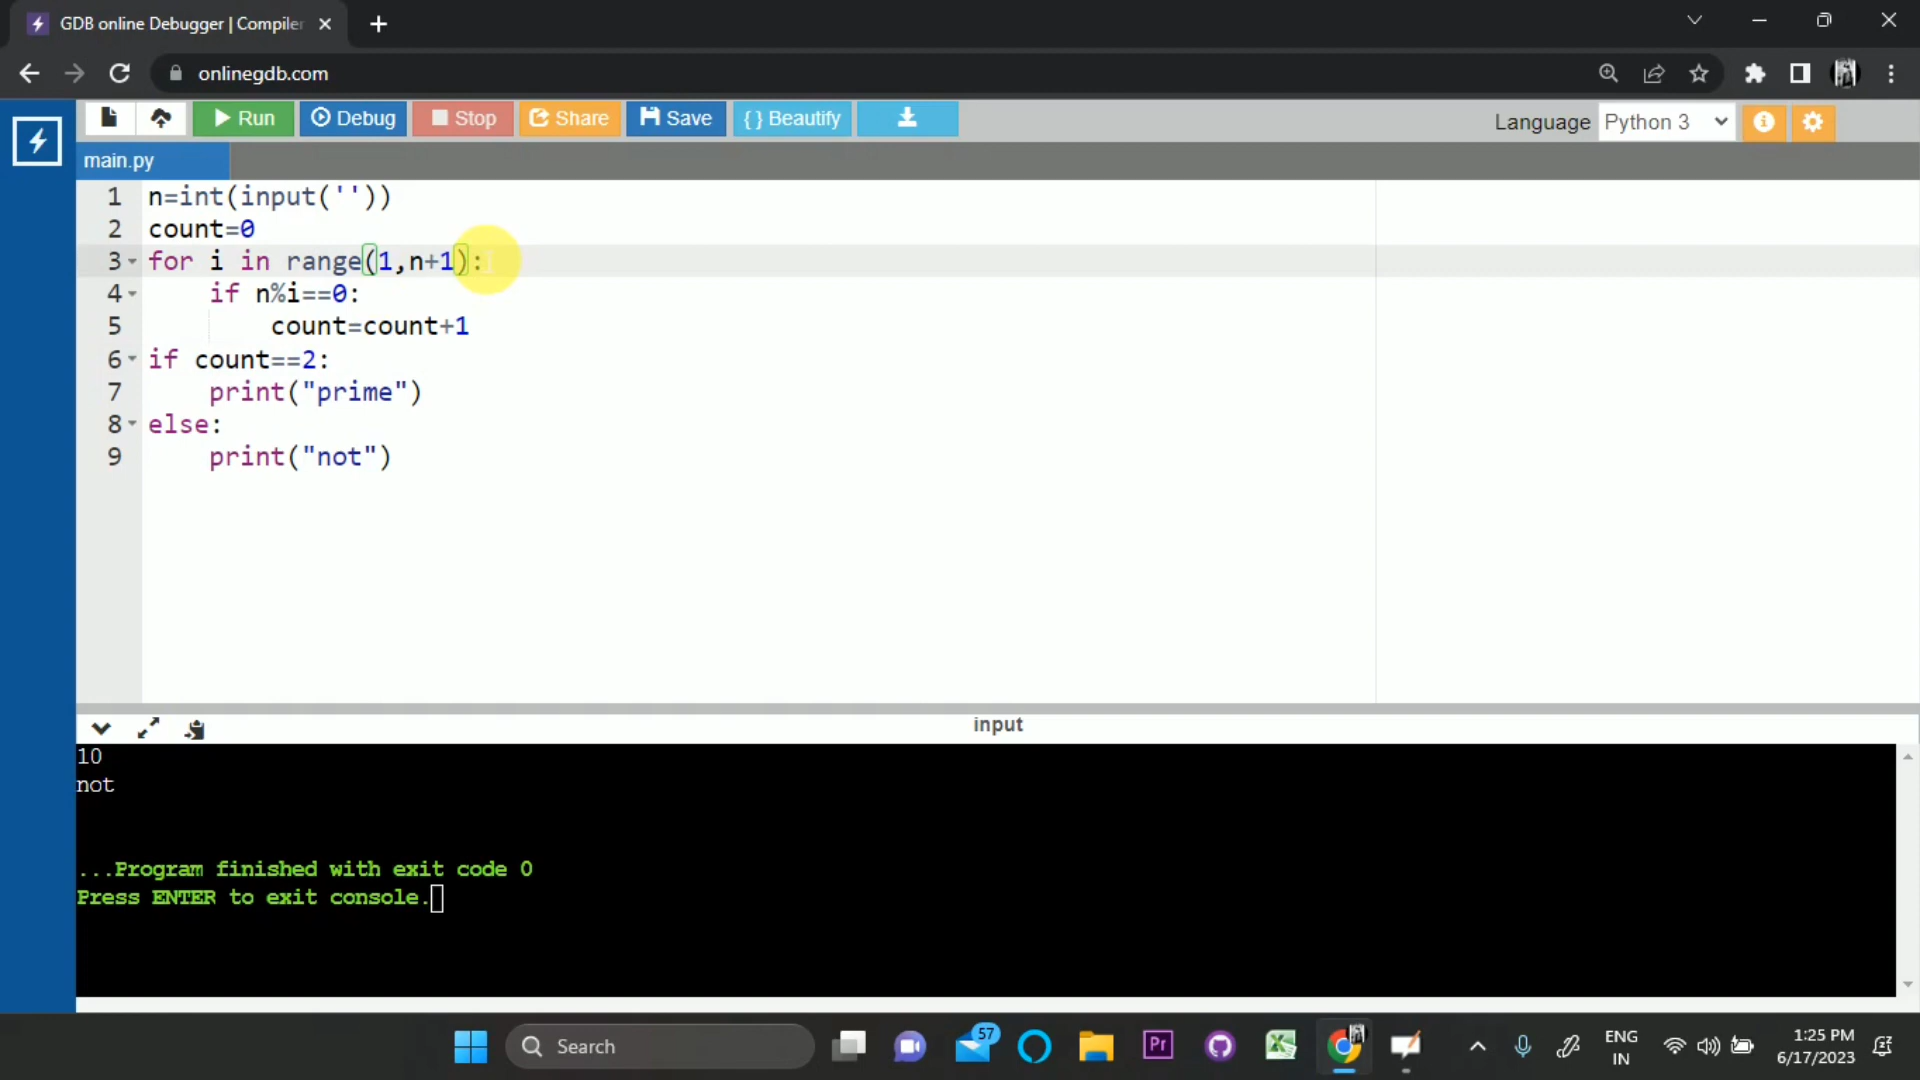 GDB online Debugger | Compiler
onlinegdb.com
Run Debug Stop Share Save { } Beautify
Language Python 3
main.py
1 n=int(input(''))
2 count=0
3 for i in range(1,n+1):
4 if n%i==0:
5 count=count+1
6 if count==2:
7 print("prime")
8 else:
9 print("not")
input
10
not
...Program finished with exit code 0
Press ENTER to exit console.
Search
57
Pr
ENG
IN
1:25 PM
6/17/2023